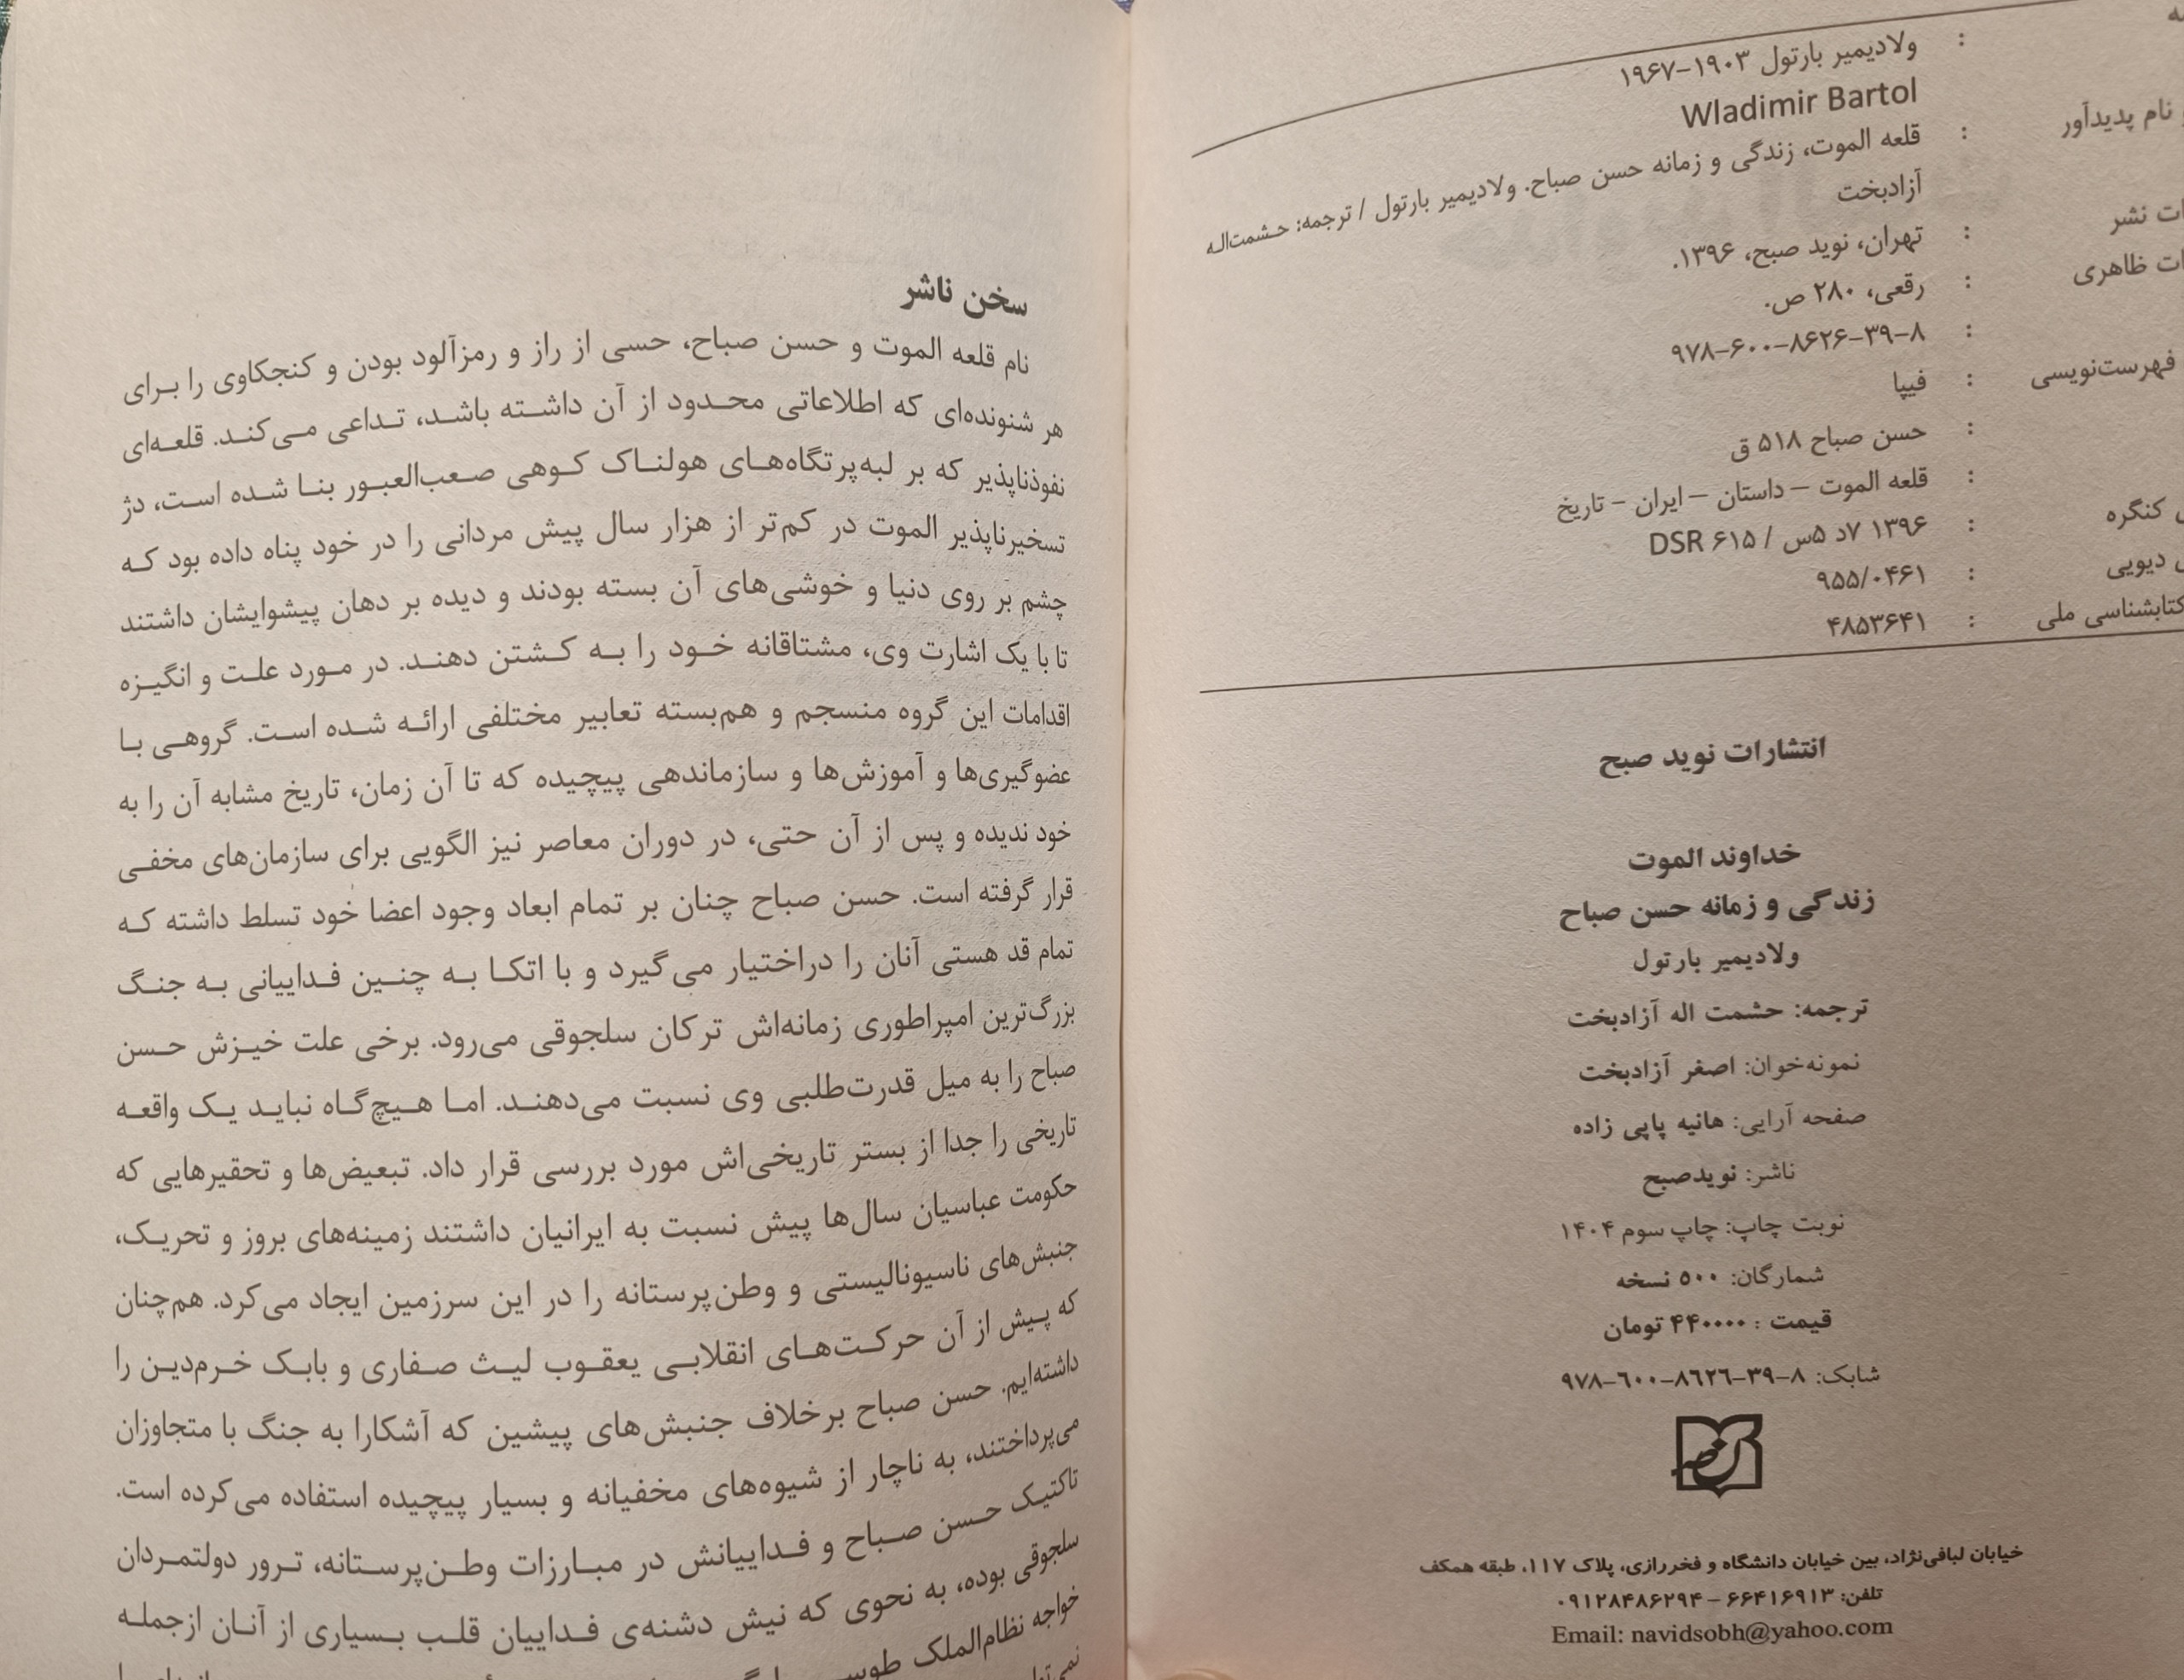 ولادیمیر بارتول ۱۹۰۳–۱۹۶۷ :
Wladimir Bartol
نام پدیدآور : قلعه الموت، زندگی و زمانه حسن صباح. ولادیمیر بارتول / ترجمه: حشمت‌اله
آزادبخت
ات نشر : تهران، نوید صبح، ۱۳۹۶.
ات ظاهری : رقعی، ۲۸۰ ص.
: ۹۷۸–۶۰۰–۸۶۲۶–۳۹–۸
فهرست‌نویسی : فیپا
: حسن صباح ۵۱۸ ق
: قلعه الموت – داستان – ایران – تاریخ
کنگره : ۱۳۹۶ ۷د ۵س / DSR ۶۱۵
دیویی : ۹۵۵/۰۴۶۱
کتابشناسی ملی : ۴۸۵۳۶۴۱
انتشارات نوید صبح
خداوند الموت
زندگی و زمانه حسن صباح
ولادیمیر بارتول
ترجمه: حشمت اله آزادبخت
نمونه‌خوان: اصغر آزادبخت
صفحه آرایی: هانیه پاپی زاده
ناشر: نویدصبح
نوبت چاپ: چاپ سوم ۱۴۰۴
شمارگان: ۵۰۰ نسخه
قیمت : ۴۴۰۰۰۰ تومان
شابک: ۸–۳۹–۸۶۲۶–۶۰۰–۹۷۸
خیابان لبافی‌نژاد، بین خیابان دانشگاه و فخررازی، پلاک ۱۱۷، طبقه همکف
تلفن: ۶۶۴۱۶۹۱۳ – ۰۹۱۲۸۴۸۶۲۹۴
Email: navidsobh@yahoo.com
سخن ناشر
نام قلعه الموت و حسن صباح، حسی از راز و رمزآلود بودن و کنجکاوی را برای
هر شنونده‌ای که اطلاعاتی محدود از آن داشته باشد، تداعی می‌کند. قلعه‌ای
نفوذناپذیر که بر لبه‌پرتگاه‌های هولناک کوهی صعب‌العبور بنا شده است، دژ
تسخیرناپذیر الموت در کم‌تر از هزار سال پیش مردانی را در خود پناه داده بود که
چشم بر روی دنیا و خوشی‌های آن بسته بودند و دیده بر دهان پیشوایشان داشتند
تا با یک اشارت وی، مشتاقانه خود را به کشتن دهند. در مورد علت و انگیزه
اقدامات این گروه منسجم و هم‌بسته تعابیر مختلفی ارائه شده است. گروهی با
عضوگیری‌ها و آموزش‌ها و سازماندهی پیچیده که تا آن زمان، تاریخ مشابه آن را به
خود ندیده و پس از آن حتی، در دوران معاصر نیز الگویی برای سازمان‌های مخفی
قرار گرفته است. حسن صباح چنان بر تمام ابعاد وجود اعضا خود تسلط داشته که
تمام قد هستی آنان را دراختیار می‌گیرد و با اتکا به چنین فداییانی به جنگ
بزرگ‌ترین امپراطوری زمانه‌اش ترکان سلجوقی می‌رود. برخی علت خیزش حسن
صباح را به میل قدرت‌طلبی وی نسبت می‌دهند. اما هیچ‌گاه نباید یک واقعه
تاریخی را جدا از بستر تاریخی‌اش مورد بررسی قرار داد. تبعیض‌ها و تحقیرهایی که
حکومت عباسیان سال‌ها پیش نسبت به ایرانیان داشتند زمینه‌های بروز و تحریک،
جنبش‌های ناسیونالیستی و وطن‌پرستانه را در این سرزمین ایجاد می‌کرد. هم‌چنان
که پیش از آن حرکت‌های انقلابی یعقوب لیث صفاری و بابک خرم‌دین را
داشته‌ایم. حسن صباح برخلاف جنبش‌های پیشین که آشکارا به جنگ با متجاوزان
می‌پرداختند، به ناچار از شیوه‌های مخفیانه و بسیار پیچیده استفاده می‌کرده است.
تاکتیک حسن صباح و فداییانش در مبارزات وطن‌پرستانه، ترور دولتمردان
سلجوقی بوده، به نحوی که نیش دشنه‌ی فداییان قلب بسیاری از آنان ازجمله
خواجه نظام‌الملک طوسی